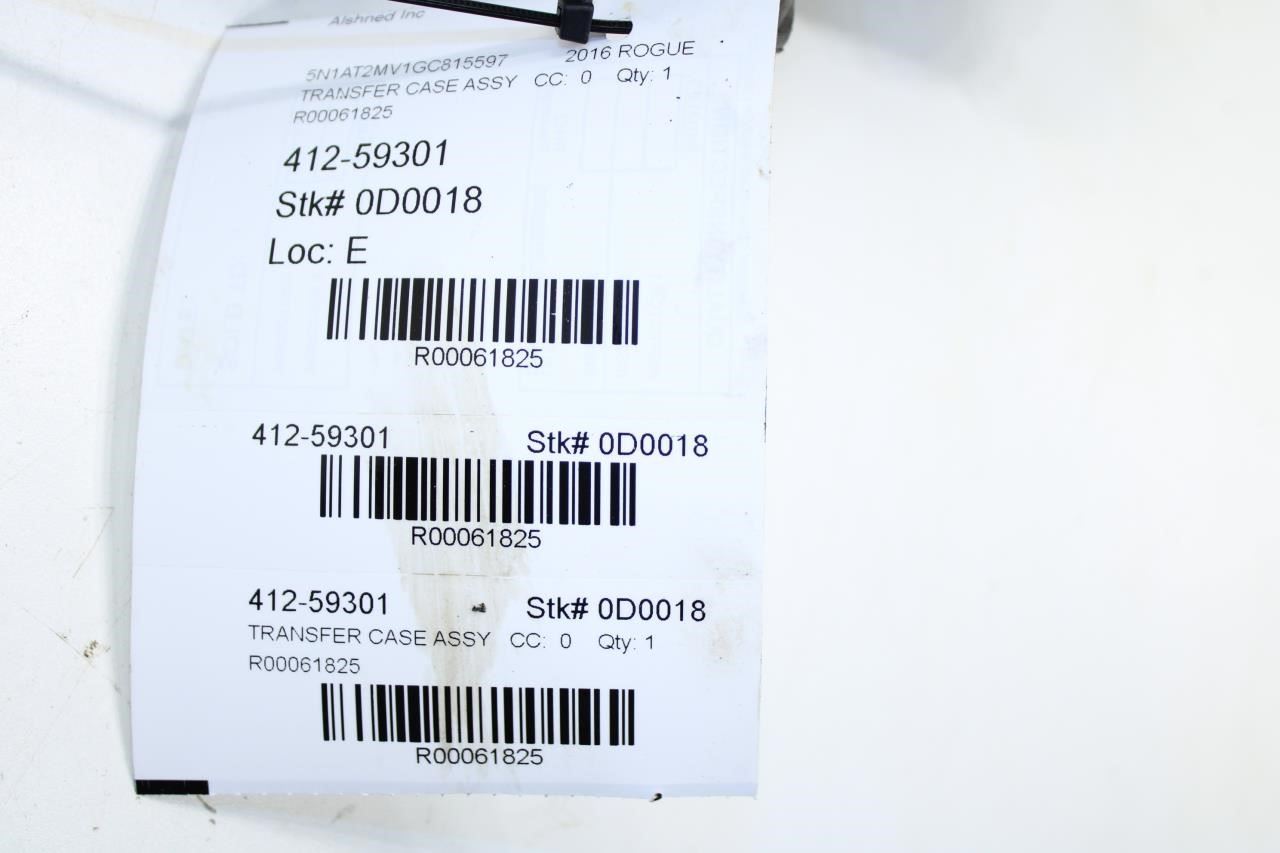 Alshned Inc
5N1AT2MV1GC815597 2016 ROGUE
TRANSFER CASE ASSY CC: 0 Qty: 1
R00061825
412-59301
Stk# 0D0018
Loc: E
R00061825
412-59301 Stk# 0D0018
R00061825
412-59301 Stk# 0D0018
TRANSFER CASE ASSY CC: 0 Qty: 1
R00061825
R00061825